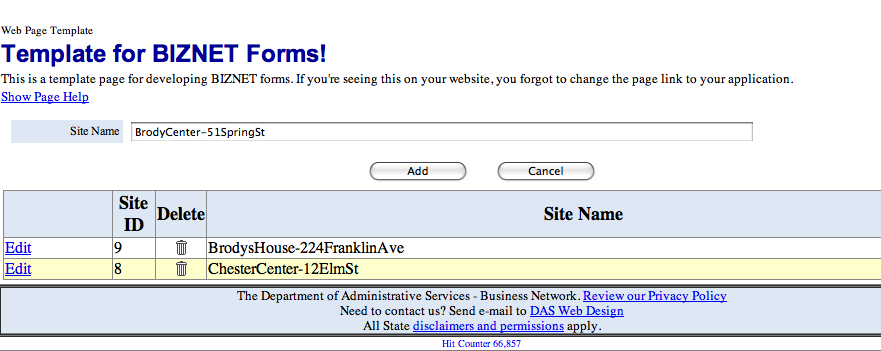 Web Page Template
Template for BIZNET Forms!
This is a template page for developing BIZNET forms. If you're seeing this on your website, you forgot to change the page link to your application.
Show Page Help
Site Name BrodyCenter-51SpringSt
Add Cancel
Site ID Delete Site Name
Edit 9 BrodysHouse-224FranklinAve
Edit 8 ChesterCenter-12ElmSt
The Department of Administrative Services - Business Network. Review our Privacy Policy
Need to contact us? Send e-mail to DAS Web Design
All State disclaimers and permissions apply.
Hit Counter 66,857